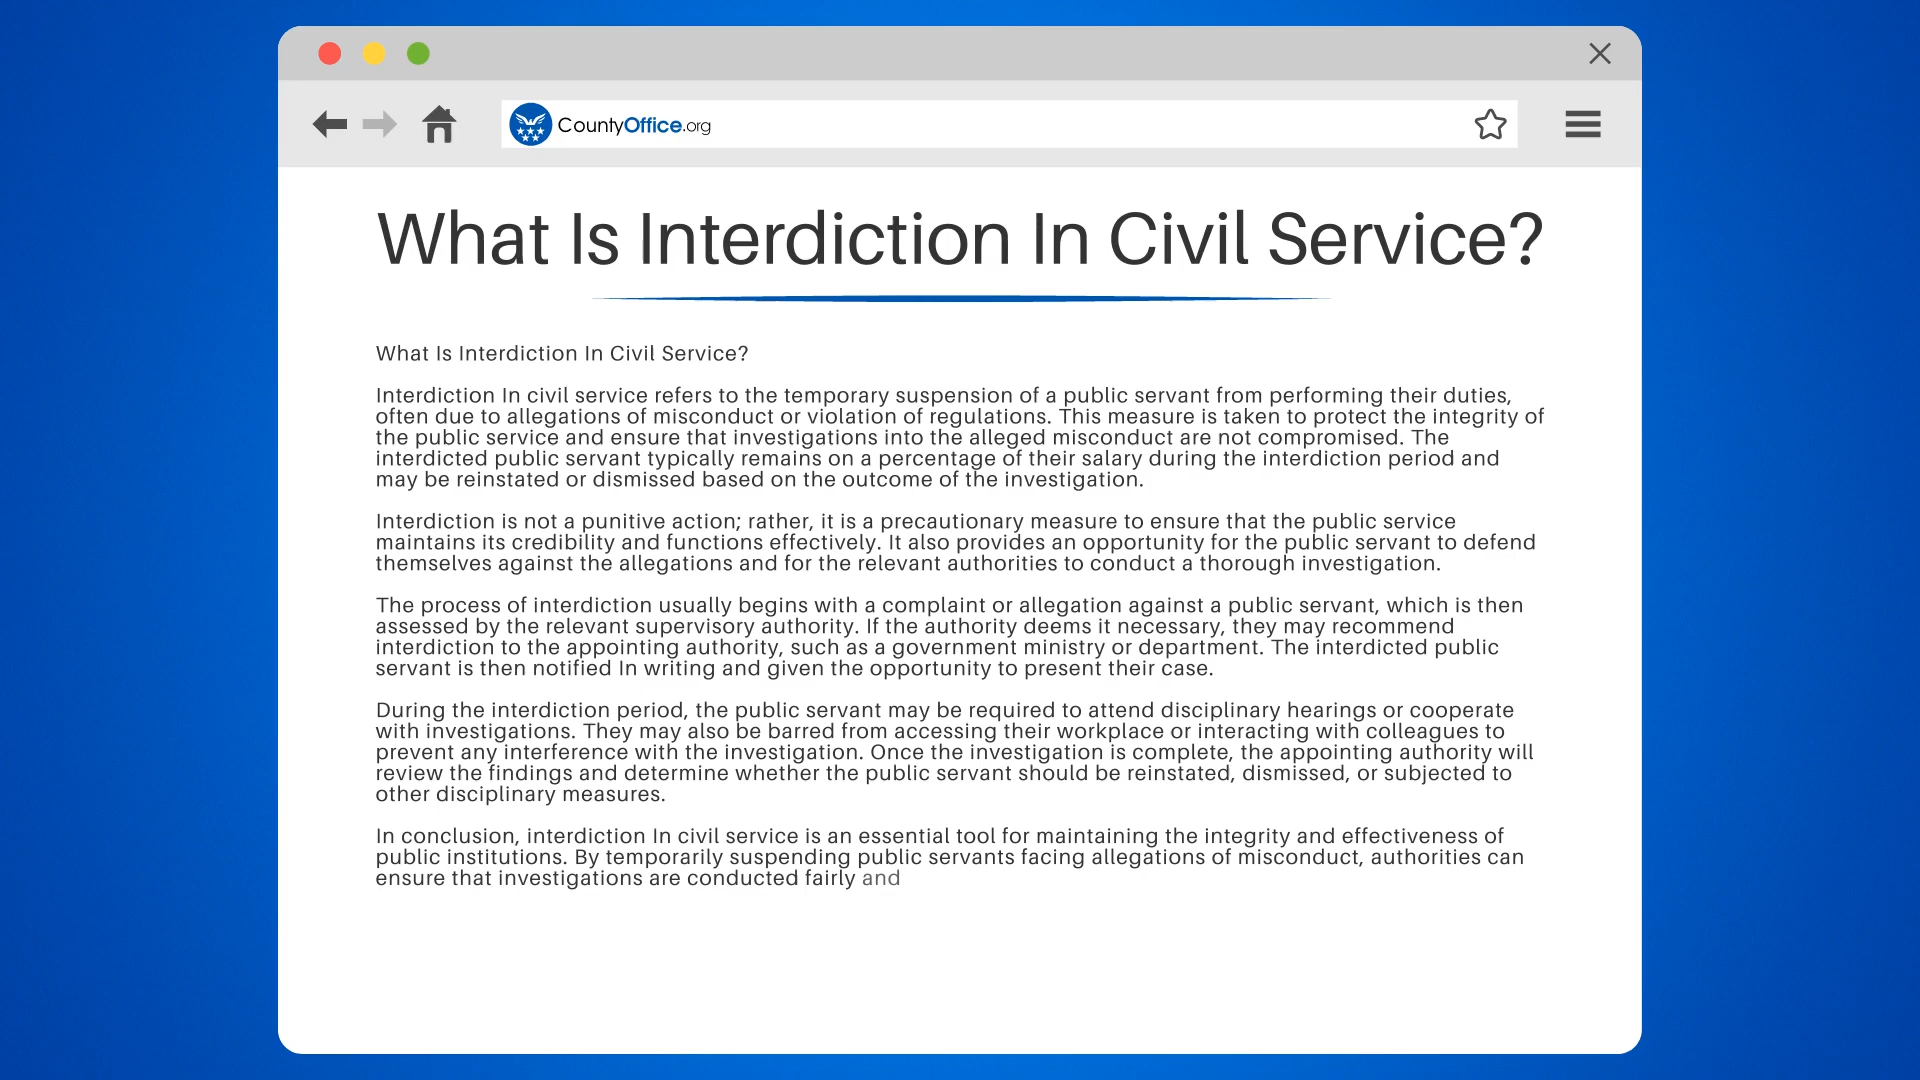 CountyOffice.org
What Is Interdiction In Civil Service?
What Is Interdiction In Civil Service?
Interdiction In civil service refers to the temporary suspension of a public servant from performing their duties,
often due to allegations of misconduct or violation of regulations. This measure is taken to protect the integrity of
the public service and ensure that investigations into the alleged misconduct are not compromised. The
interdicted public servant typically remains on a percentage of their salary during the interdiction period and
may be reinstated or dismissed based on the outcome of the investigation.
Interdiction is not a punitive action; rather, it is a precautionary measure to ensure that the public service
maintains its credibility and functions effectively. It also provides an opportunity for the public servant to defend
themselves against the allegations and for the relevant authorities to conduct a thorough investigation.
The process of interdiction usually begins with a complaint or allegation against a public servant, which is then
assessed by the relevant supervisory authority. If the authority deems it necessary, they may recommend
interdiction to the appointing authority, such as a government ministry or department. The interdicted public
servant is then notified In writing and given the opportunity to present their case.
During the interdiction period, the public servant may be required to attend disciplinary hearings or cooperate
with investigations. They may also be barred from accessing their workplace or interacting with colleagues to
prevent any interference with the investigation. Once the investigation is complete, the appointing authority will
review the findings and determine whether the public servant should be reinstated, dismissed, or subjected to
other disciplinary measures.
In conclusion, interdiction In civil service is an essential tool for maintaining the integrity and effectiveness of
public institutions. By temporarily suspending public servants facing allegations of misconduct, authorities can
ensure that investigations are conducted fairly and